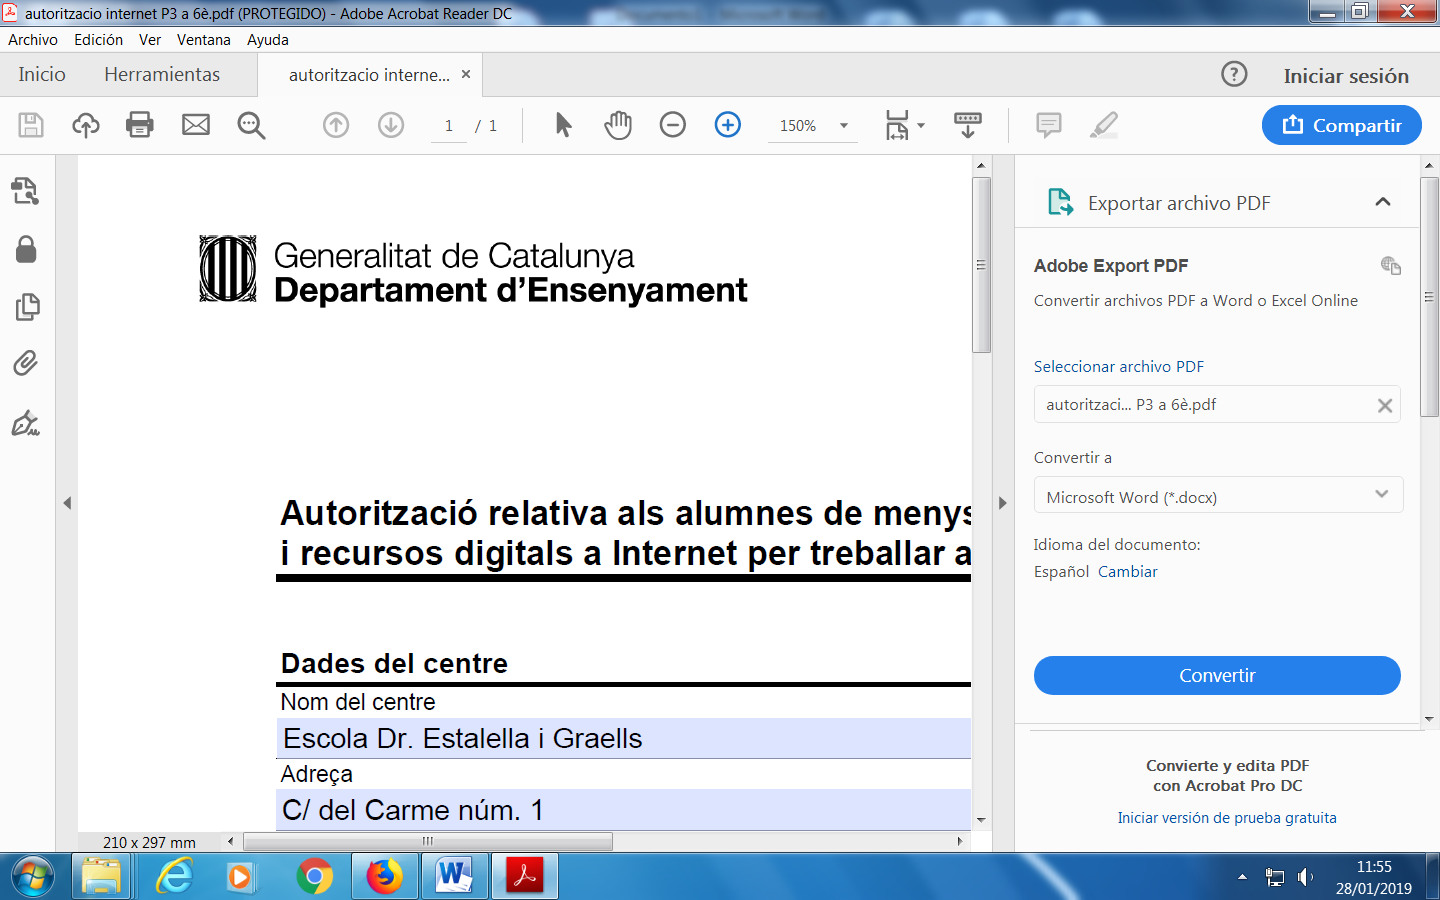 autoritzacio internet P3 a 6è.pdf (PROTEGIDO) - Adobe Acrobat Reader DC
Archivo Edición Ver Ventana Ayuda
Inicio Herramientas autoritzacio interne... × ? Iniciar sesión
1 / 1 150% Compartir
Generalitat de Catalunya
Departament d'Ensenyament
Autorització relativa als alumnes de menys
i recursos digitals a Internet per treballar a
Dades del centre
Nom del centre
Escola Dr. Estalella i Graells
Adreça
C/ del Carme núm. 1
210 x 297 mm
Exportar archivo PDF
Adobe Export PDF
Convertir archivos PDF a Word o Excel Online
Seleccionar archivo PDF
autoritzaci... P3 a 6è.pdf
Convertir a
Microsoft Word (*.docx)
Idioma del documento:
Español Cambiar
Convertir
Convierte y edita PDF
con Acrobat Pro DC
Iniciar versión de prueba gratuita
11:55
28/01/2019